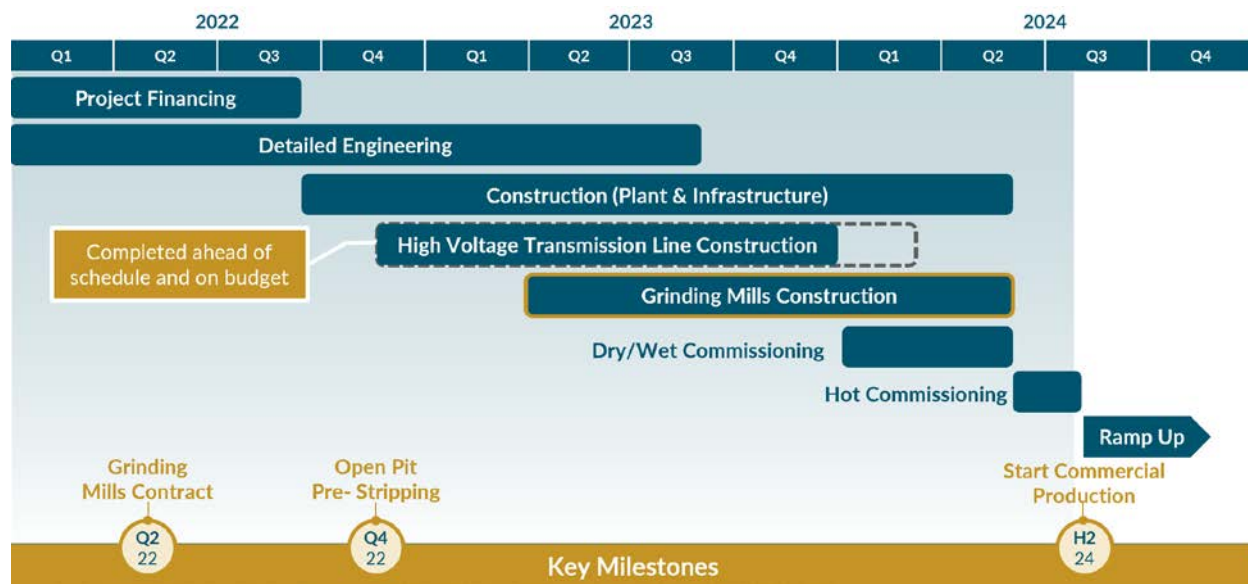 2022 2023 2024
Q1 Q2 Q3 Q4 Q1 Q2 Q3 Q4 Q1 Q2 Q3 Q4
Project Financing
Detailed Engineering
Construction (Plant & Infrastructure)
Completed ahead of
schedule and on budget
High Voltage Transmission Line Construction
Grinding Mills Construction
Dry/Wet Commissioning
Hot Commissioning
Ramp Up
Grinding
Mills Contract
Q2
22
Open Pit
Pre- Stripping
Q4
22
Start Commercial
Production
H2
24
Key Milestones